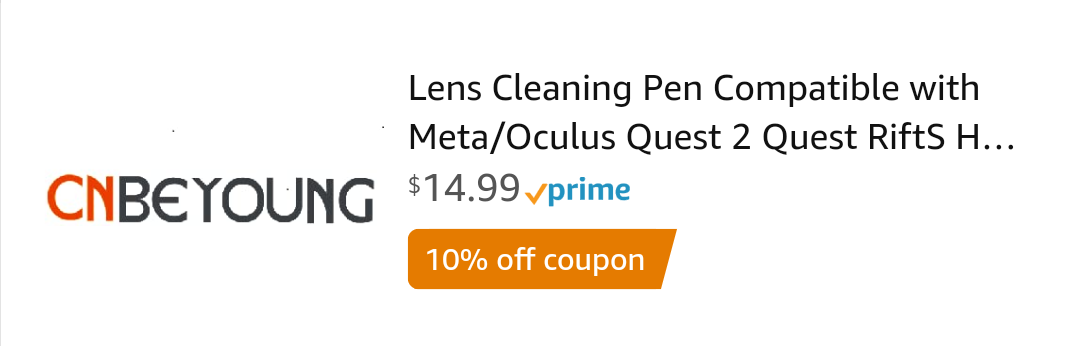 CNBEYOUNG
Lens Cleaning Pen Compatible with
Meta/Oculus Quest 2 Quest RiftS H...
$14.99 prime
10% off coupon